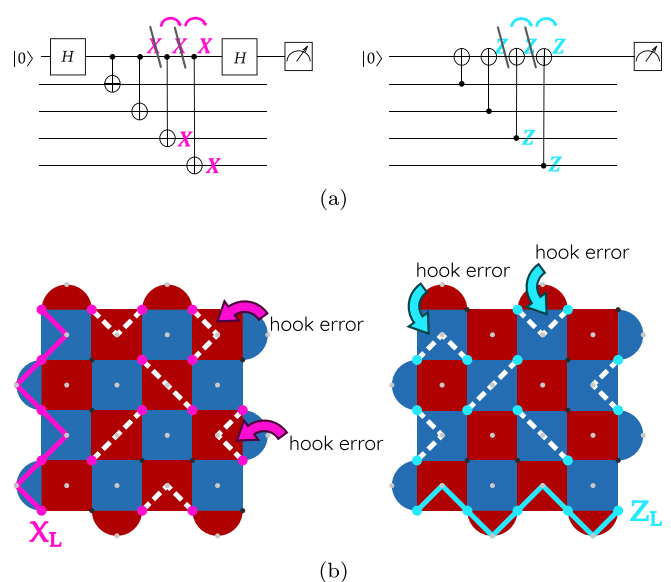 X X X Z Z Z
|0⟩ H H |0⟩
X Z
X Z
(a)
hook error
hook error
hook error
hook error
X_L Z_L
(b)